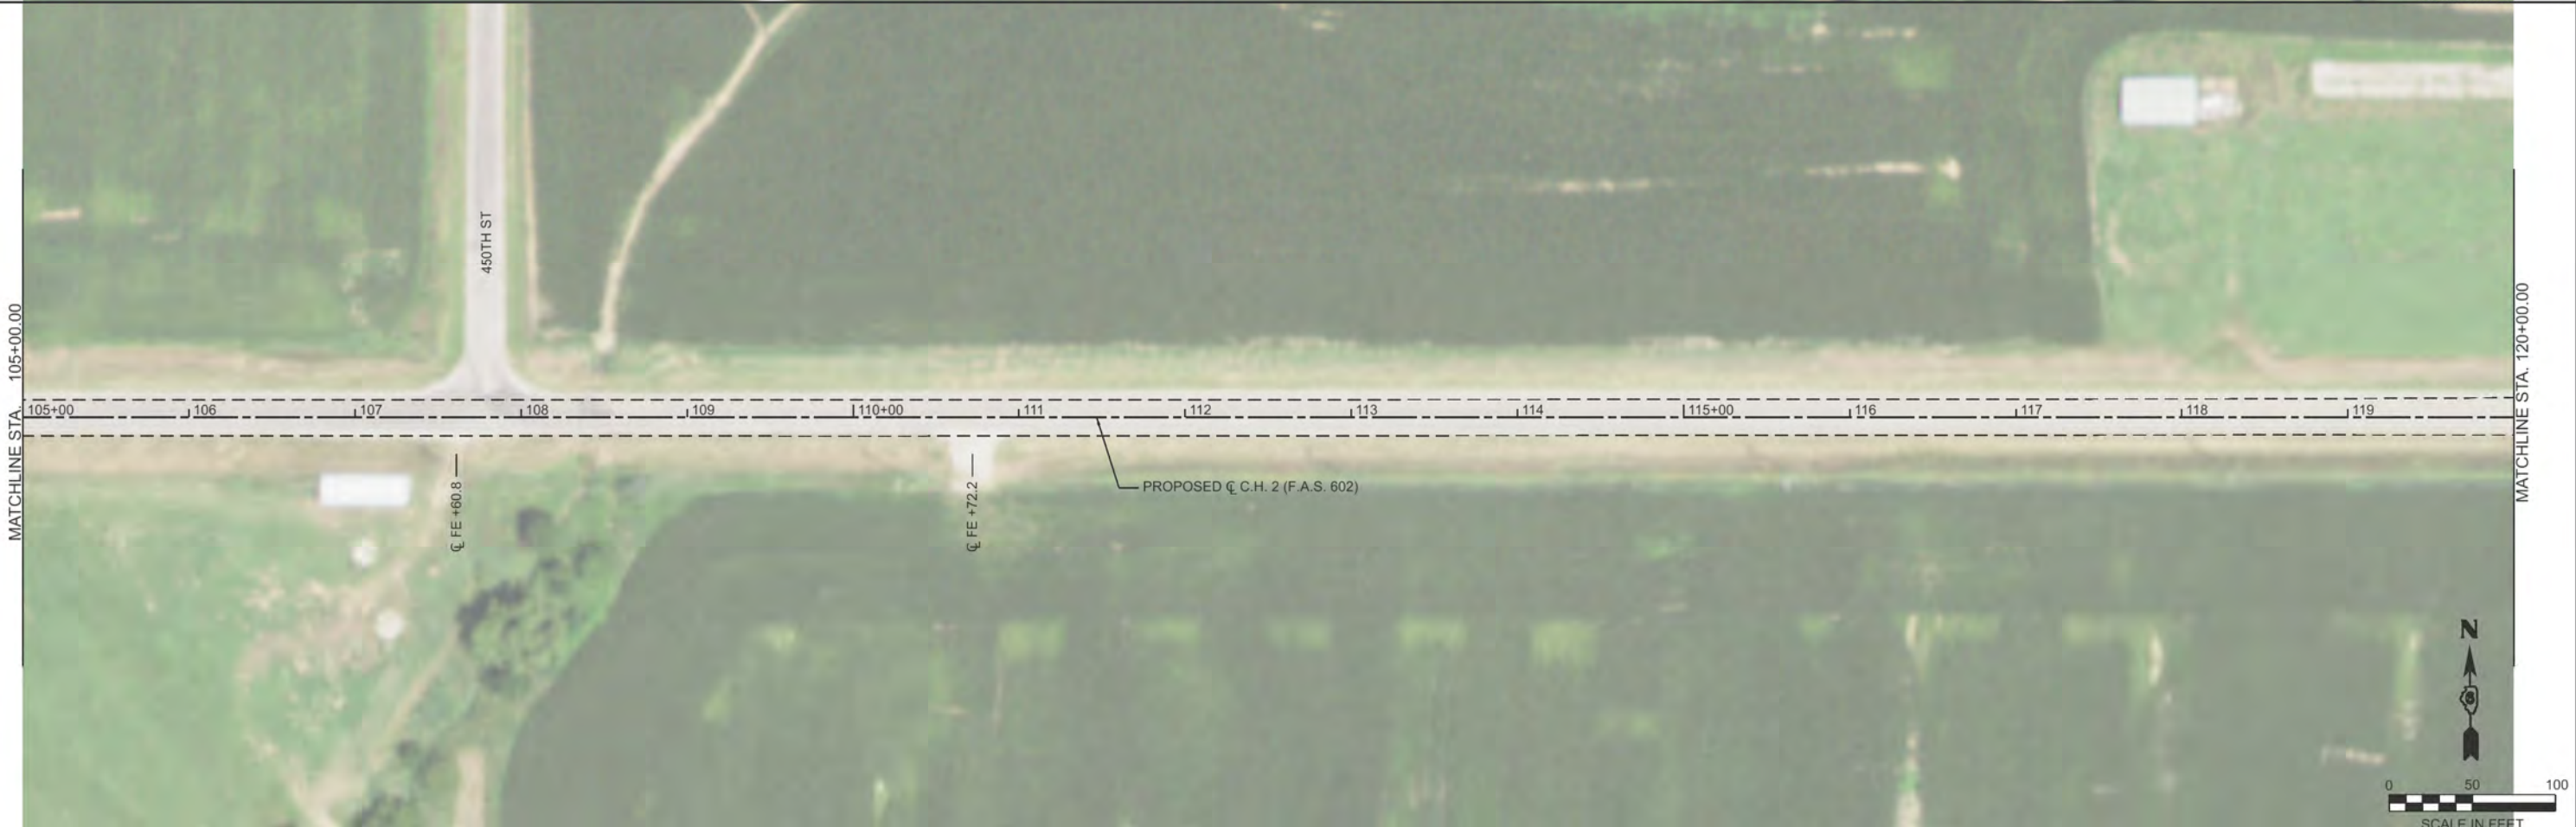 450TH ST
MATCHLINE STA. 105+00.00
MATCHLINE STA. 120+00.00
105+00 106 107 108 109 110+00 111 112 113 114 115+00 116 117 118 119
℄ FE +60.8
℄ FE +72.2
PROPOSED ℄ C.H. 2 (F.A.S. 602)
N
0 50 100
SCALE IN FEET